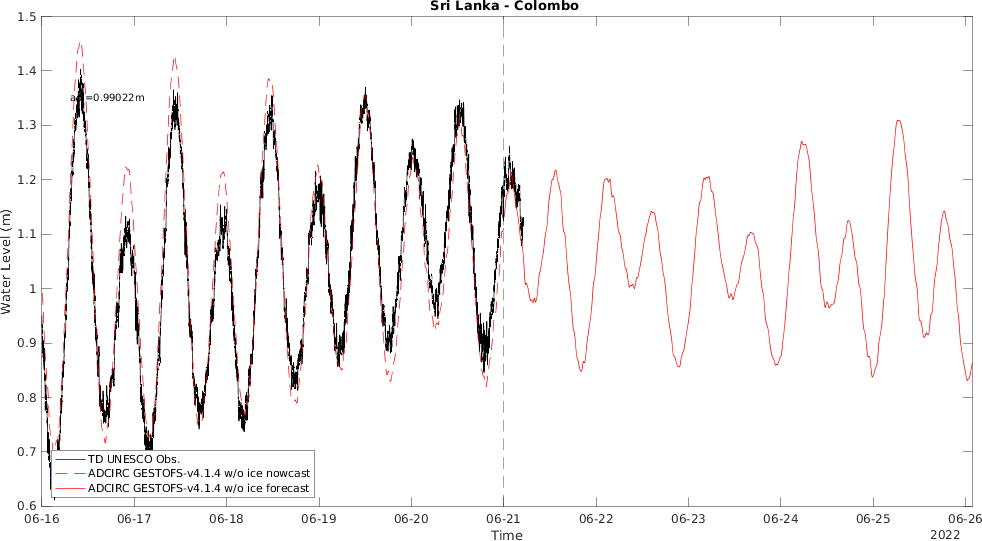 Sri Lanka - Colombo
1.5
1.4
1.3
1.2
1.1
1
0.9
0.8
0.7
0.6
Water Level (m)
=0.99022m
TD UNESCO Obs.
ADCIRC GESTOFS-v4.1.4 w/o ice nowcast
ADCIRC GESTOFS-v4.1.4 w/o ice forecast
06-16 06-17 06-18 06-19 06-20 06-21 06-22 06-23 06-24 06-25 06-26
Time
2022